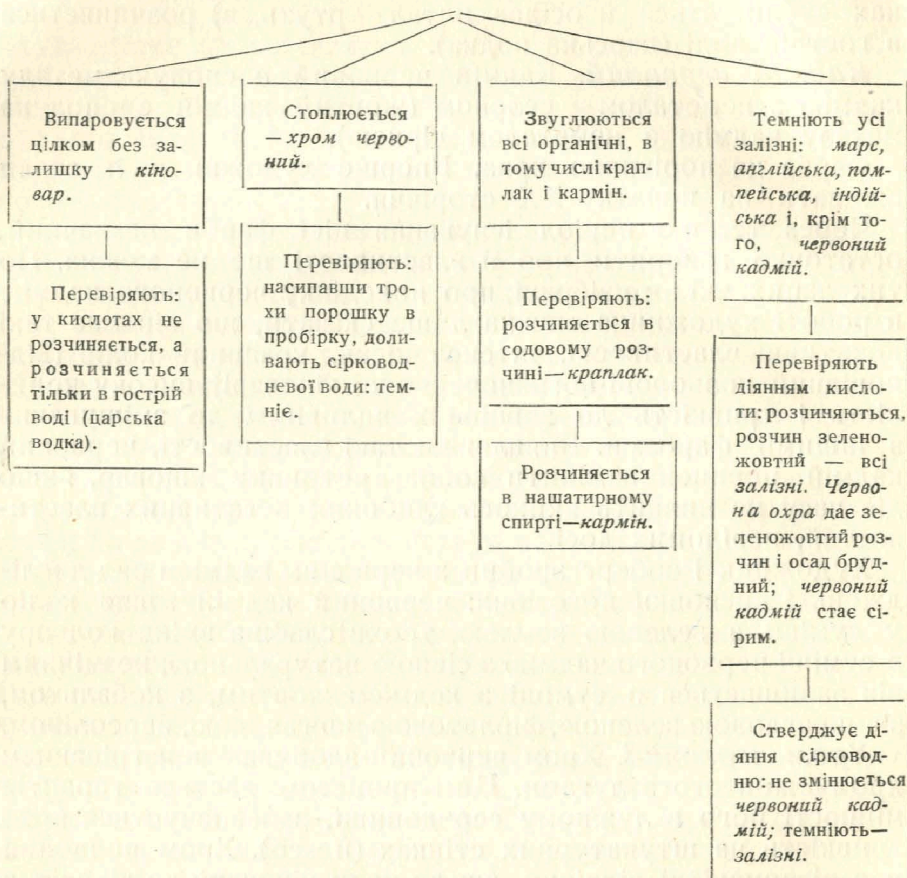 Випаровується
цілком без за-
лишку — кіно-
вар.
Перевіряють:
у кислотах не
розчиняється, а
розчиняється
тільки в гострій
воді (царська
водка).
Стоплюється
— хром черво-
ний.
Перевіряють:
насипавши тро-
хи порошку в
пробірку, доли-
вають сірковод-
невої води: тем-
ніє.
Звуглюються
всі органічні, в
тому числі крап-
лак і кармін.
Перевіряють:
розчиняється в
содовому роз-
чині—краплак.
Розчиняється
в нашатирному
спирті—кармін.
Темніють усі
залізні: марс,
англійська, пом-
пейська, індій-
ська і, крім то-
го, червоний
кадмій.
Перевіряють
діянням кисло-
ти: розчиняються,
розчин зелено-
жовтий всі
залізні. Черво-
на охра дає зе-
леножовтий роз-
чин і осад бруд-
ний; червоний
кадмій стає сі-
рим.
Стверджує ді-
яння сірковод-
ню: не змінюється
червоний кад-
мій; темніють—
залізні.